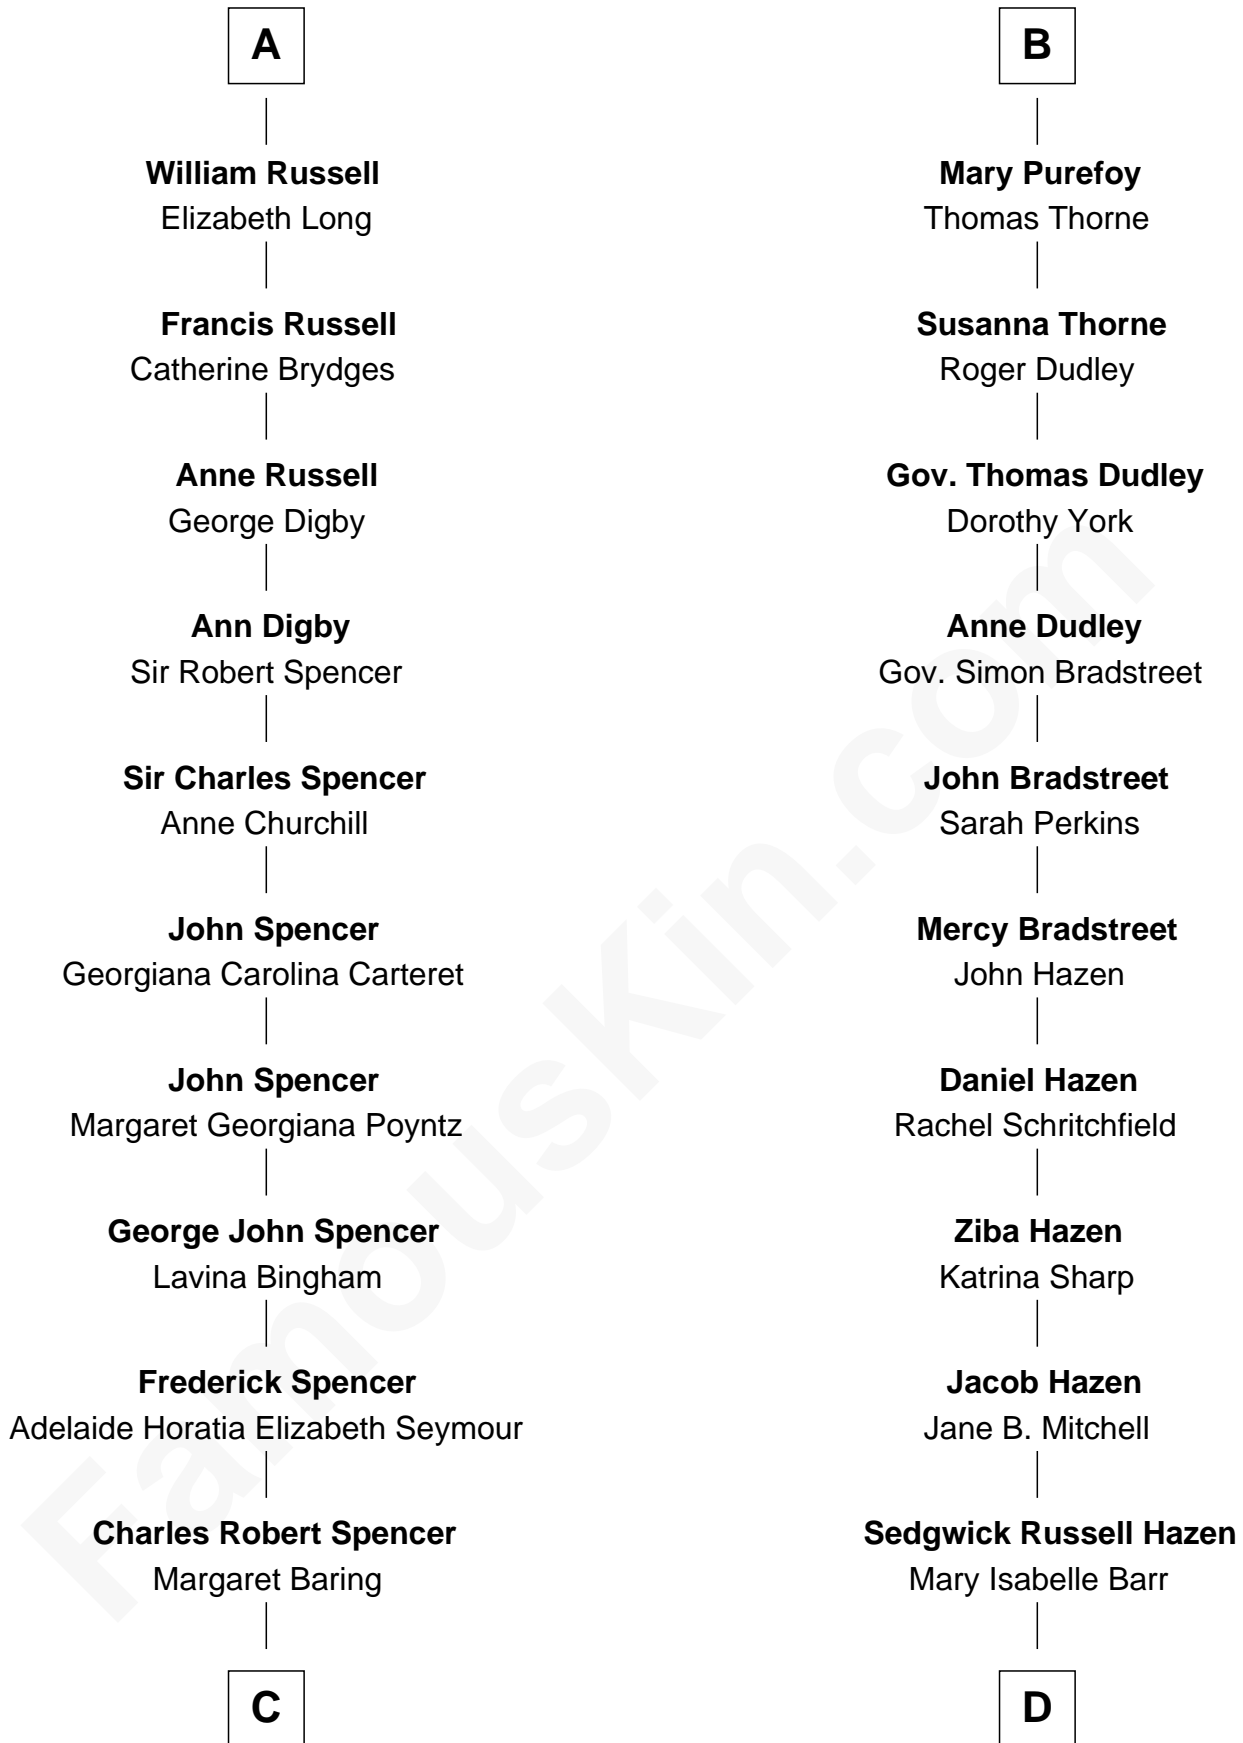 A
William Russell
Elizabeth Long
Francis Russell
Catherine Brydges
Anne Russell
George Digby
Ann Digby
Sir Robert Spencer
Sir Charles Spencer
Anne Churchill
John Spencer
Georgiana Carolina Carteret
John Spencer
Margaret Georgiana Poyntz
George John Spencer
Lavina Bingham
Frederick Spencer
Adelaide Horatia Elizabeth Seymour
Charles Robert Spencer
Margaret Baring
C
B
Mary Purefoy
Thomas Thorne
Susanna Thorne
Roger Dudley
Gov. Thomas Dudley
Dorothy York
Anne Dudley
Gov. Simon Bradstreet
John Bradstreet
Sarah Perkins
Mercy Bradstreet
John Hazen
Daniel Hazen
Rachel Schritchfield
Ziba Hazen
Katrina Sharp
Jacob Hazen
Jane B. Mitchell
Sedgwick Russell Hazen
Mary Isabelle Barr
D
FamousKin.com